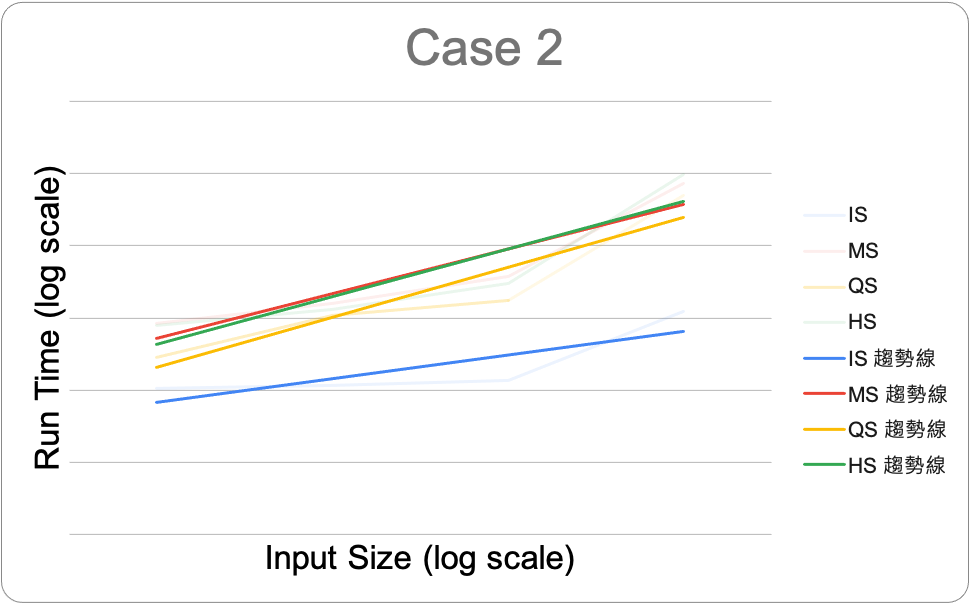 Case 2
Run Time (log scale)
Input Size (log scale)
IS
MS
QS
HS
IS 趨勢線
MS 趨勢線
QS 趨勢線
HS 趨勢線